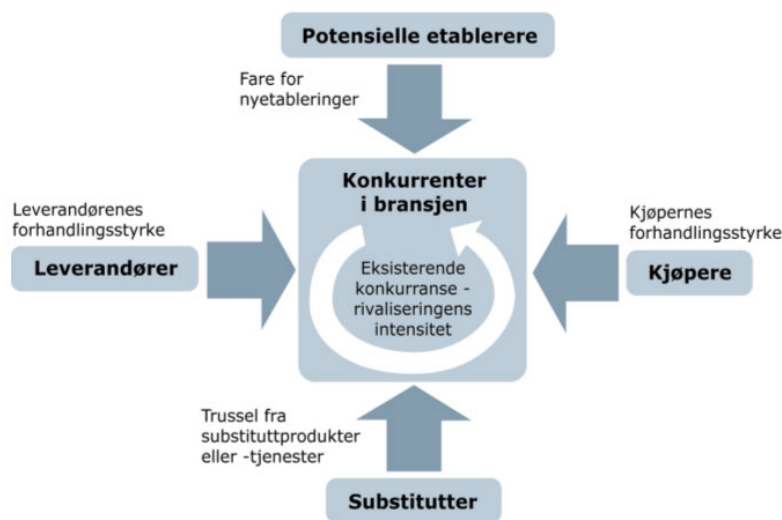 Potensielle etablerere
Fare for
nyetableringer
Konkurrenter
i bransjen
Leverandørenes
forhandlingsstyrke
Leverandører
Eksisterende
konkurranse -
rivaliseringens
intensitet
Kjøpernes
forhandlingsstyrke
Kjøpere
Trussel fra
substituttprodukter
eller -tjenester
Substitutter